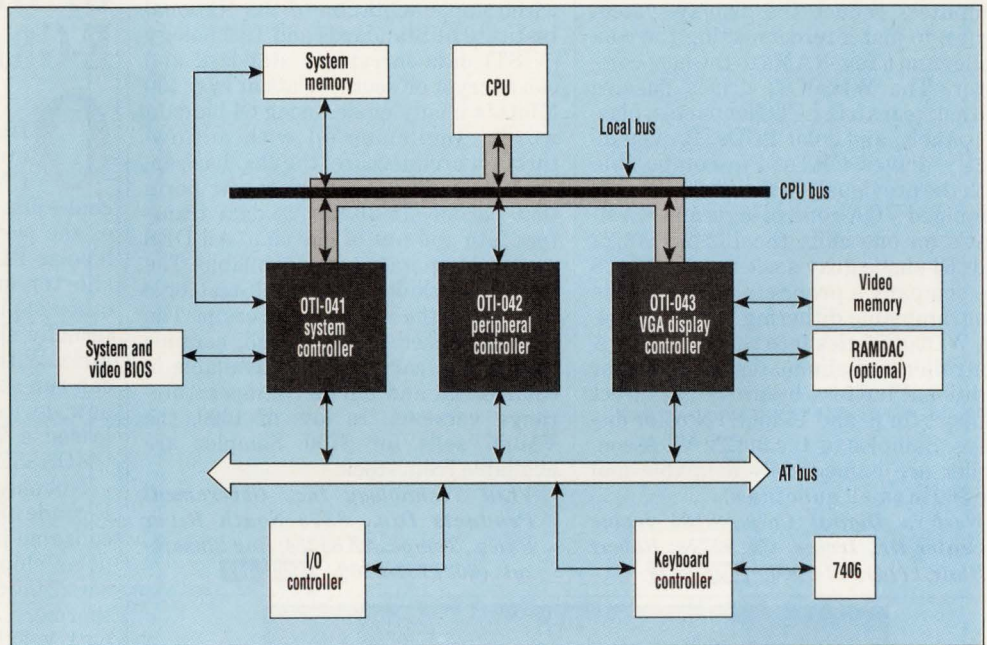 System
memory
CPU
Local bus
CPU bus
OTI-041
system
controller
OTI-042
peripheral
controller
OTI-043
VGA display
controller
Video
memory
System and
video BIOS
RAMDAC
(optional)
AT bus
I/O
controller
Keyboard
controller
7406